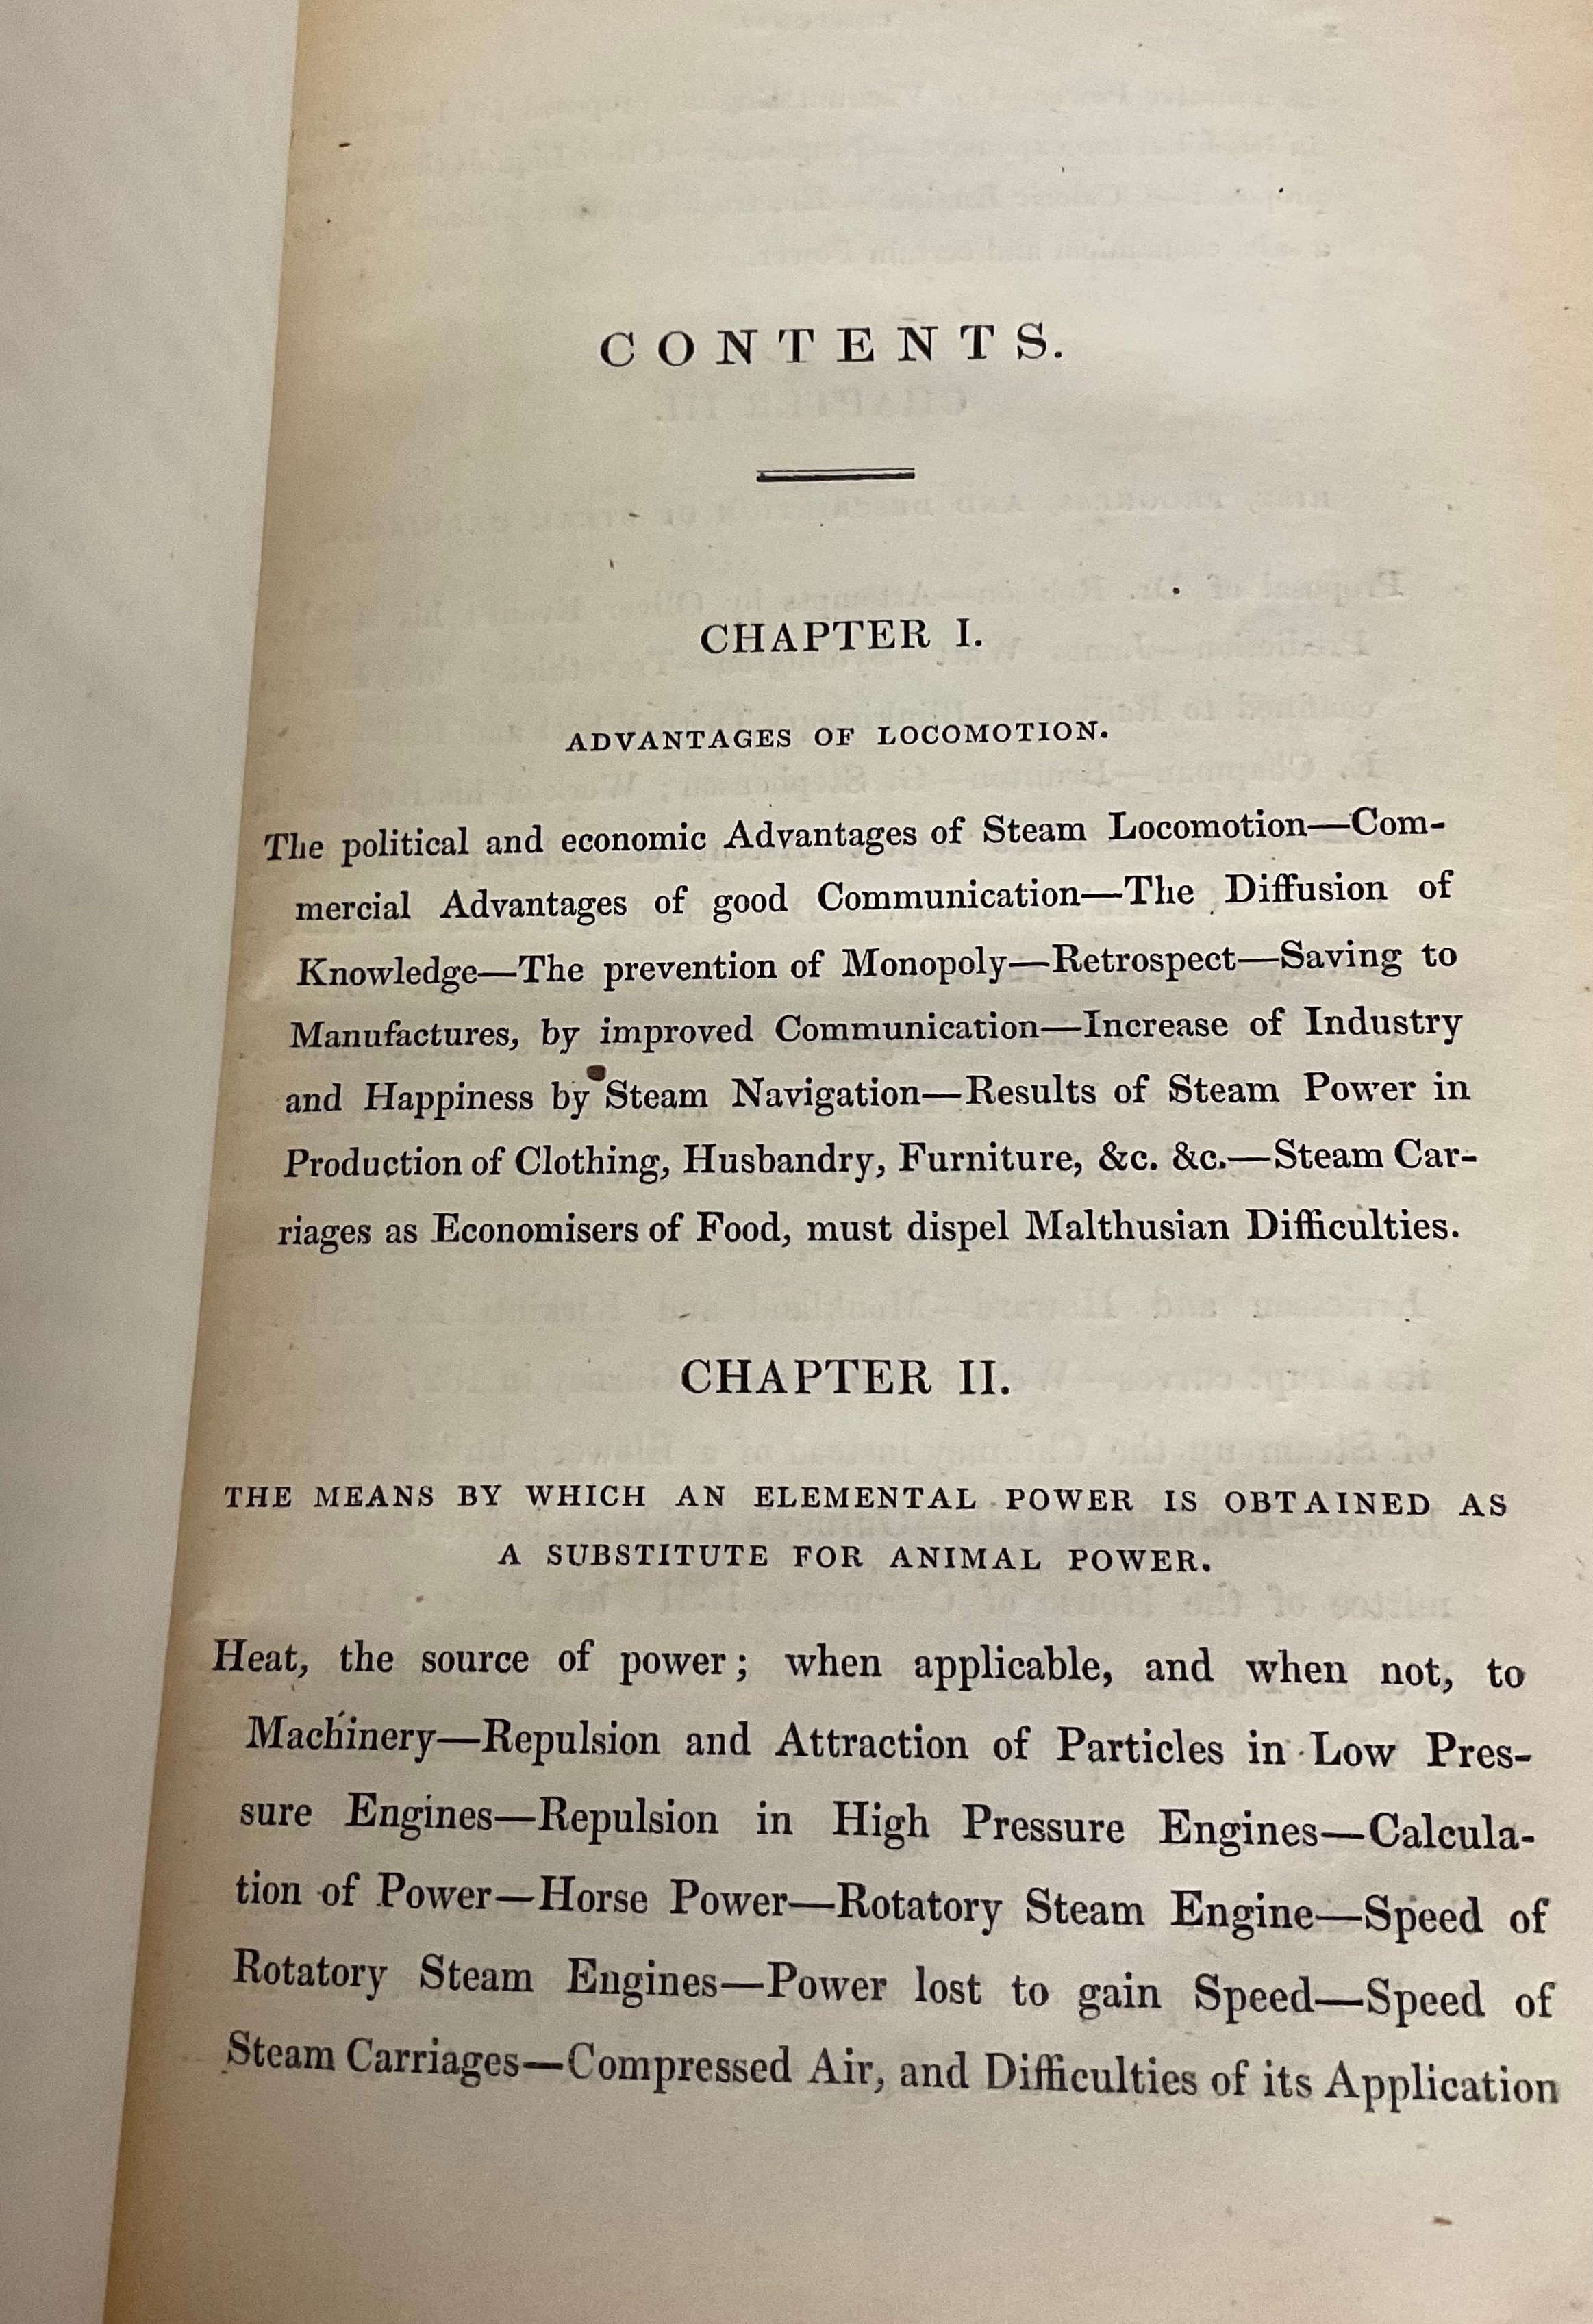 CONTENTS.
CHAPTER I.
ADVANTAGES OF LOCOMOTION.
The political and economic Advantages of Steam Locomotion—Com-
mercial Advantages of good Communication—The Diffusion of
Knowledge—The prevention of Monopoly—Retrospect—Saving to
Manufactures, by improved Communication—Increase of Industry
and Happiness by Steam Navigation—Results of Steam Power in
Production of Clothing, Husbandry, Furniture, &c. &c.—Steam Car-
riages as Economisers of Food, must dispel Malthusian Difficulties.
CHAPTER II.
THE MEANS BY WHICH AN ELEMENTAL POWER IS OBTAINED AS
A SUBSTITUTE FOR ANIMAL POWER.
Heat, the source of power; when applicable, and when not, to
Machinery—Repulsion and Attraction of Particles in Low Pres-
sure Engines—Repulsion in High Pressure Engines—Calcula-
tion of Power—Horse Power—Rotatory Steam Engine—Speed of
Rotatory Steam Engines—Power lost to gain Speed—Speed of
Steam Carriages—Compressed Air, and Difficulties of its Application